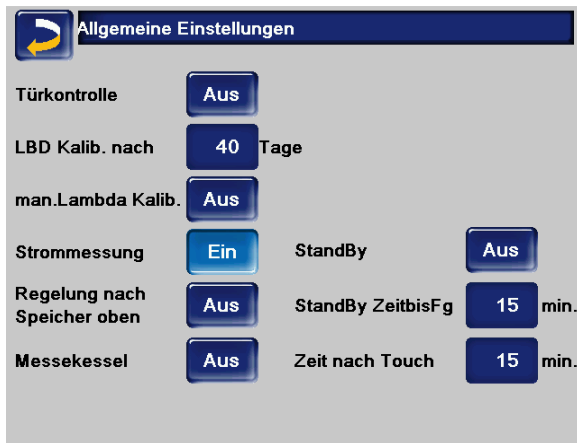 Allgemeine Einstellungen
Türkontrolle Aus
LBD Kalib. nach 40 Tage
man.Lambda Kalib. Aus
Strommessung Ein StandBy Aus
Regelung nach
Speicher oben Aus StandBy ZeitbisFg 15 min.
Messekessel Aus Zeit nach Touch 15 min.